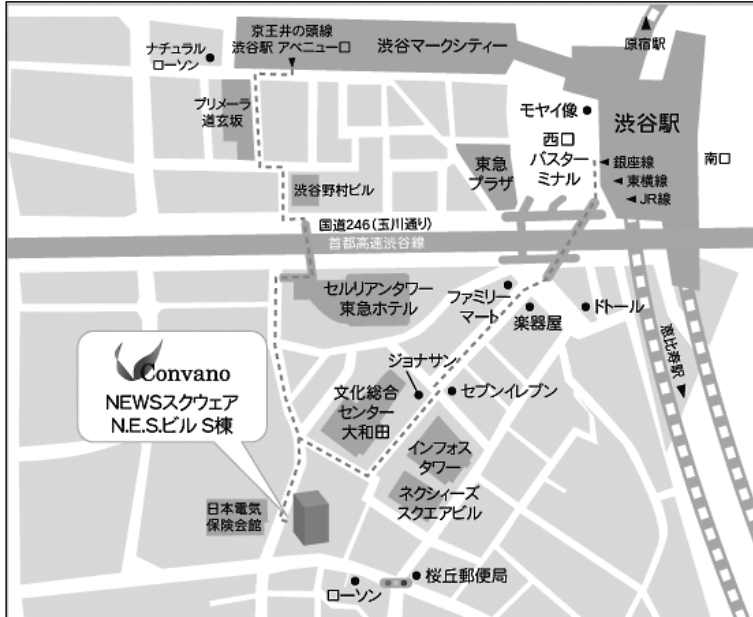 京王井の頭線
渋谷駅 アベニュー口
渋谷マークシティー
原宿駅
ナチュラル
ローソン
プリメーラ
道玄坂
モヤイ像
渋谷駅
西口
バスター
ミナル
東急
プラザ
銀座線
東横線
JR線
南口
渋谷野村ビル
国道246(玉川通り)
首都高速渋谷線
セルリアンタワー
東急ホテル
ファミリー
マート
楽器屋
ドトール
恵比寿駅
Convano
NEWSスクウェア
N.E.S.ビル S棟
ジョナサン
文化総合
センター
大和田
セブンイレブン
インフォス
タワー
ネクシィーズ
スクエアビル
日本電気
保険会館
桜丘郵便局
ローソン